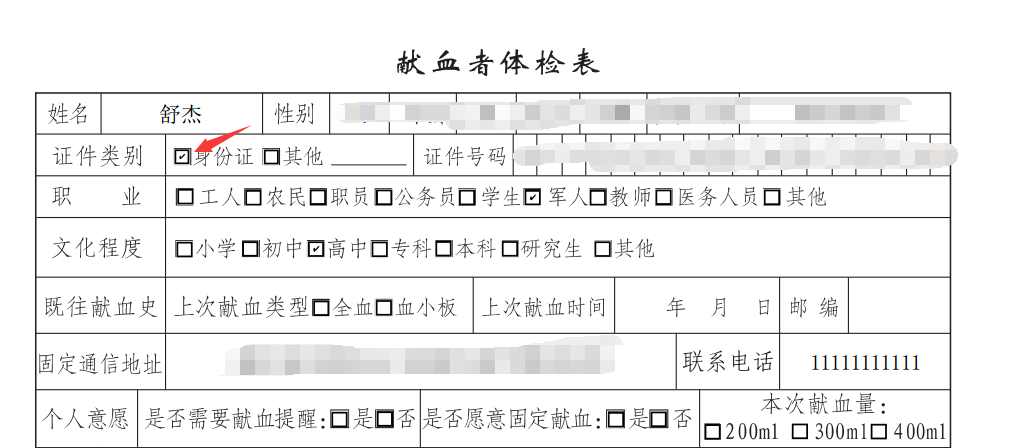 献血者体检表
姓名 舒杰 性别
证件类别 ☑身份证 ☐其他 ________ 证件号码
职 业 ☐工人☐农民☐职员☐公务员☐学生☑军人☐教师☐医务人员☐其他
文化程度 ☐小学☐初中☑高中☐专科☐本科☐研究生 ☐其他
既往献血史 上次献血类型☐全血☐血小板 上次献血时间 年 月 日 邮编
固定通信地址 联系电话 11111111111
个人意愿 是否需要献血提醒:☐是☐否 是否愿意固定献血:☐是☐否 本次献血量:
☐200ml ☐300ml☐400ml